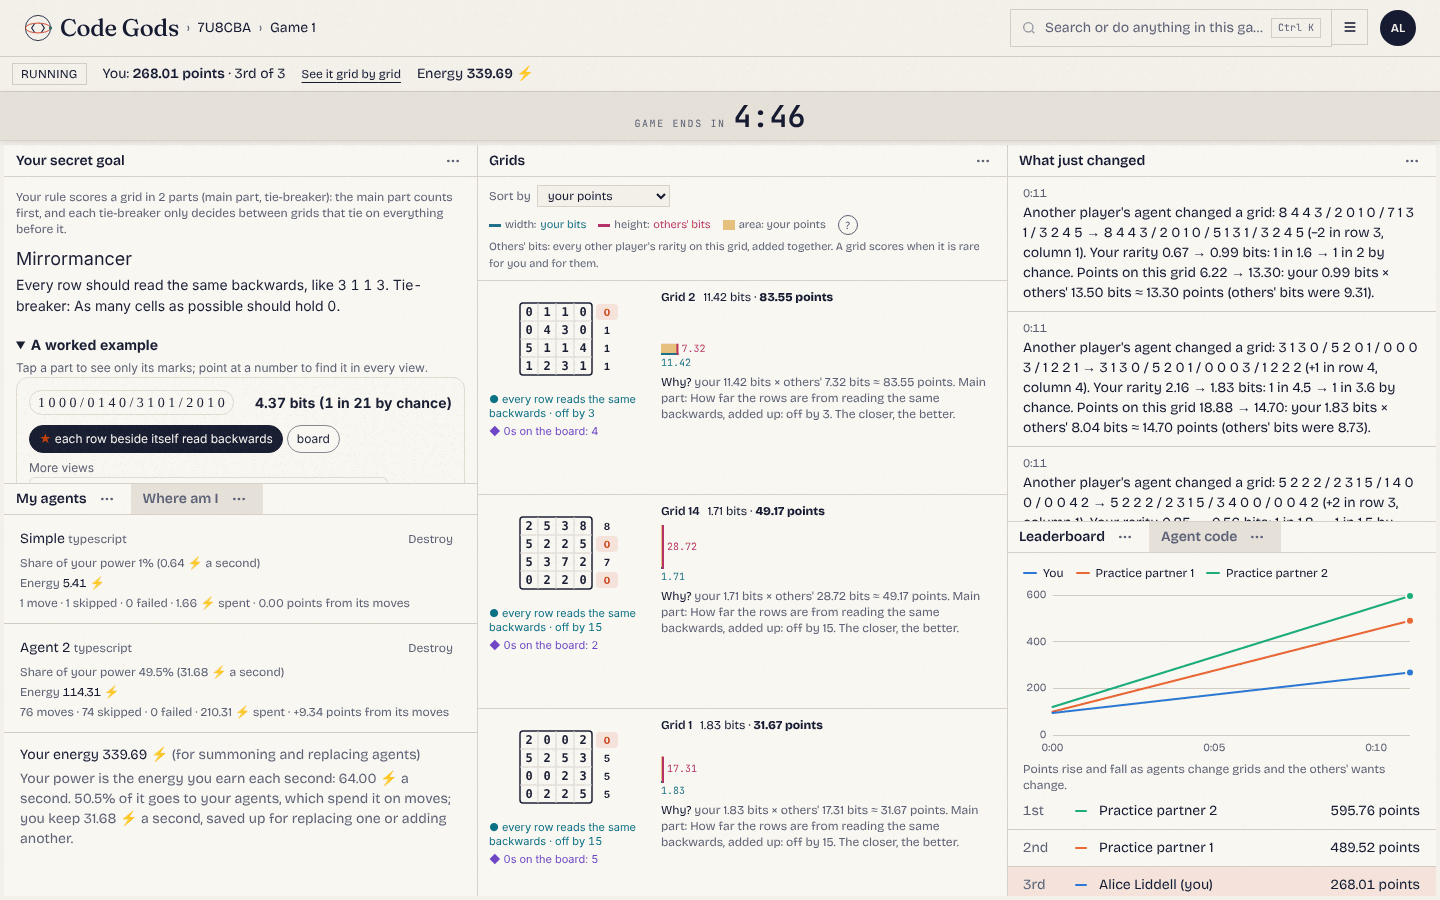 Code Gods › 7U8CBA › Game 1
Search or do anything in this ga... Ctrl K ☰ AL
RUNNING You: 268.01 points · 3rd of 3 See it grid by grid Energy 339.69 ⚡
GAME ENDS IN 4:46
Your secret goal ···
Your rule scores a grid in 2 parts (main part, tie-breaker): the main part counts
first, and each tie-breaker only decides between grids that tie on everything
before it.
Mirrormancer
Every row should read the same backwards, like 3 1 1 3. Tie-
breaker: As many cells as possible should hold 0.
▼ A worked example
Tap a part to see only its marks; point at a number to find it in every view.
1 0 0 0 / 0 1 4 0 / 3 1 0 1 / 2 0 1 0 4.37 bits (1 in 21 by chance)
★ each row beside itself read backwards board
More views
My agents ··· Where am I ···
Simple typescript Destroy
Share of your power 1% (0.64 ⚡ a second)
Energy 5.41 ⚡
1 move · 1 skipped · 0 failed · 1.66 ⚡ spent · 0.00 points from its moves
Agent 2 typescript Destroy
Share of your power 49.5% (31.68 ⚡ a second)
Energy 114.31 ⚡
76 moves · 74 skipped · 0 failed · 210.31 ⚡ spent · +9.34 points from its moves
Your energy 339.69 ⚡ (for summoning and replacing agents)
Your power is the energy you earn each second: 64.00 ⚡ a
second. 50.5% of it goes to your agents, which spend it on moves;
you keep 31.68 ⚡ a second, saved up for replacing one or adding
another.
Grids ···
Sort by your points
width: your bits height: others' bits area: your points ?
Others' bits: every other player's rarity on this grid, added together. A grid scores when it is rare
for you and for them.
Grid 2 11.42 bits · 83.55 points
0 1 1 0 0
0 4 3 0 1
5 1 1 4 1
1 2 3 1 1
7.32
11.42
● every row reads the same
backwards · off by 3
◆ 0s on the board: 4
Why? your 11.42 bits × others' 7.32 bits ≈ 83.55 points. Main
part: How far the rows are from reading the same
backwards, added up: off by 3. The closer, the better.
Grid 14 1.71 bits · 49.17 points
2 5 3 8 8
5 2 2 5 0
5 3 7 2 7
0 2 2 0 0
28.72
1.71
● every row reads the same
backwards · off by 15
◆ 0s on the board: 2
Why? your 1.71 bits × others' 28.72 bits ≈ 49.17 points. Main
part: How far the rows are from reading the same
backwards, added up: off by 15. The closer, the better.
Grid 1 1.83 bits · 31.67 points
2 0 0 2 0
5 2 5 3 5
0 0 2 3 5
0 2 2 5 5
17.31
1.83
● every row reads the same
backwards · off by 15
◆ 0s on the board: 5
Why? your 1.83 bits × others' 17.31 bits ≈ 31.67 points. Main
part: How far the rows are from reading the same
backwards, added up: off by 15. The closer, the better.
What just changed ···
0:11
Another player's agent changed a grid: 8 4 4 3 / 2 0 1 0 / 7 1 3
1 / 3 2 4 5 → 8 4 4 3 / 2 0 1 0 / 5 1 3 1 / 3 2 4 5 (−2 in row 3,
column 1). Your rarity 0.67 → 0.99 bits: 1 in 1.6 → 1 in 2 by
chance. Points on this grid 6.22 → 13.30: your 0.99 bits ×
others' 13.50 bits ≈ 13.30 points (others' bits were 9.31).
0:11
Another player's agent changed a grid: 3 1 3 0 / 5 2 0 1 / 0 0 0
3 / 1 2 2 1 → 3 1 3 0 / 5 2 0 1 / 0 0 0 3 / 1 2 2 2 (+1 in row 4,
column 4). Your rarity 2.16 → 1.83 bits: 1 in 4.5 → 1 in 3.6 by
chance. Points on this grid 18.88 → 14.70: your 1.83 bits ×
others' 8.04 bits ≈ 14.70 points (others' bits were 8.73).
0:11
Another player's agent changed a grid: 5 2 2 2 / 2 3 1 5 / 1 4 0
0 / 0 0 4 2 → 5 2 2 2 / 2 3 1 5 / 3 4 0 0 / 0 0 4 2 (+2 in row 3,
Leaderboard ··· Agent code ···
You Practice partner 1 Practice partner 2
600
400
200
0
0:00 0:05 0:10
Points rise and fall as agents change grids and the others' wants
change.
1st Practice partner 2 595.76 points
2nd Practice partner 1 489.52 points
3rd Alice Liddell (you) 268.01 points